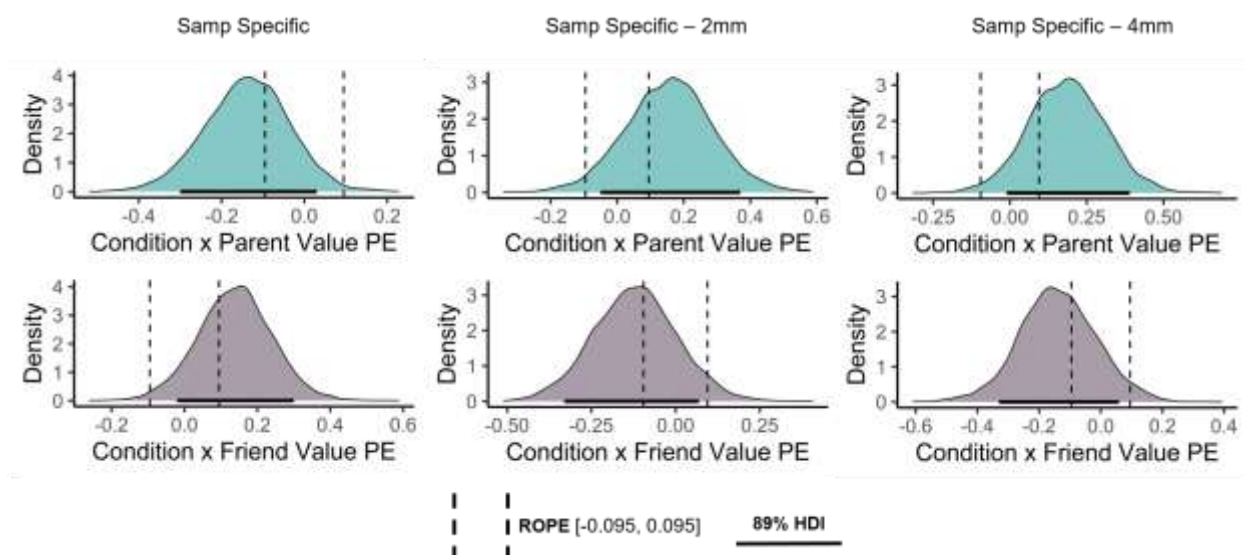 Samp Specific
Samp Specific – 2mm
Samp Specific – 4mm
Density
4
3
2
1
0
-0.4 -0.2 0.0 0.2
Condition x Parent Value PE
Density
3
2
1
0
-0.2 0.0 0.2 0.4 0.6
Condition x Parent Value PE
Density
3
2
1
0
-0.25 0.00 0.25 0.50
Condition x Parent Value PE
Density
4
3
2
1
0
-0.2 0.0 0.2 0.4 0.6
Condition x Friend Value PE
Density
3
2
1
0
-0.50 -0.25 0.00 0.25
Condition x Friend Value PE
Density
3
2
1
0
-0.6 -0.4 -0.2 0.0 0.2 0.4
Condition x Friend Value PE
ROPE [-0.095, 0.095]
89% HDI